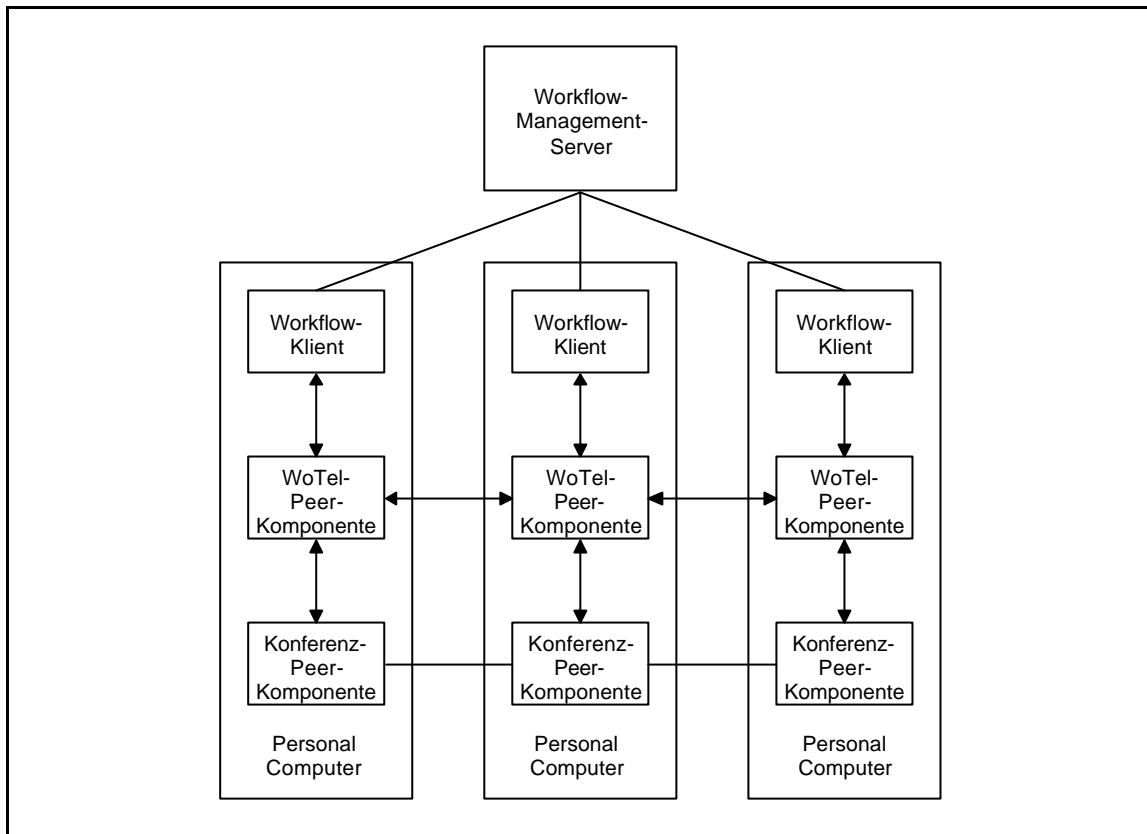 Workflow-
Management-
Server
Workflow-
Klient
Workflow-
Klient
Workflow-
Klient
WoTel-
Peer-
Komponente
WoTel-
Peer-
Komponente
WoTel-
Peer-
Komponente
Konferenz-
Peer-
Komponente
Konferenz-
Peer-
Komponente
Konferenz-
Peer-
Komponente
Personal
Computer
Personal
Computer
Personal
Computer